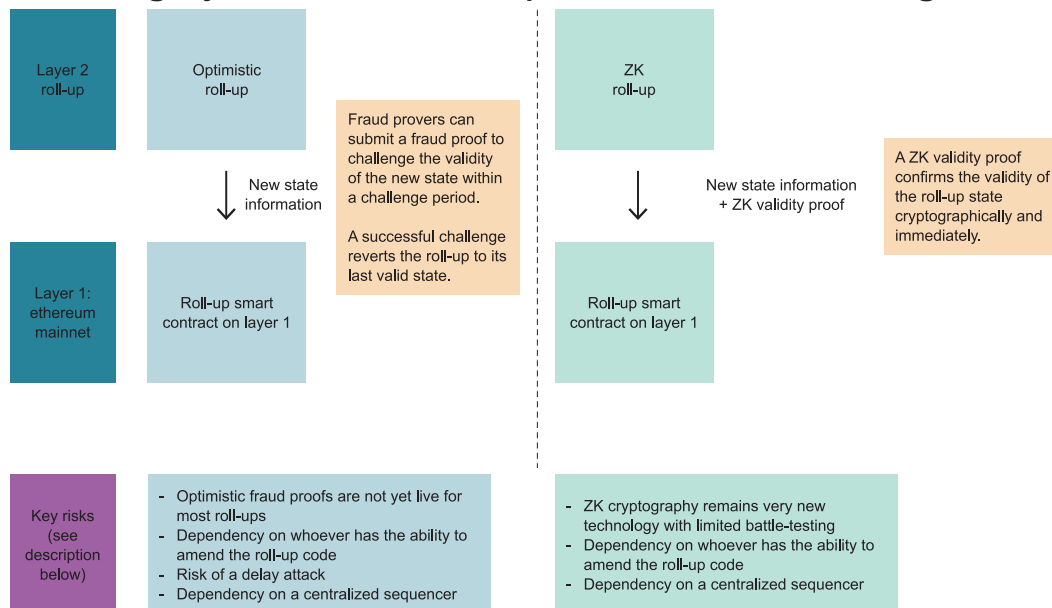 Layer 2
roll-up
Optimistic
roll-up
Fraud provers can
submit a fraud proof to
challenge the validity
of the new state within
a challenge period.
A successful challenge
reverts the roll-up to its
last valid state.
New state
information
Layer 1:
ethereum
mainnet
Roll-up smart
contract on layer 1
ZK
roll-up
New state information
+ ZK validity proof
A ZK validity proof
confirms the validity of
the roll-up state
cryptographically and
immediately.
Roll-up smart
contract on layer 1
Key risks
(see
description
below)
- Optimistic fraud proofs are not yet live for
most roll-ups
- Dependency on whoever has the ability to
amend the roll-up code
- Risk of a delay attack
- Dependency on a centralized sequencer
- ZK cryptography remains very new
technology with limited battle-testing
- Dependency on whoever has the ability to
amend the roll-up code
- Dependency on a centralized sequencer